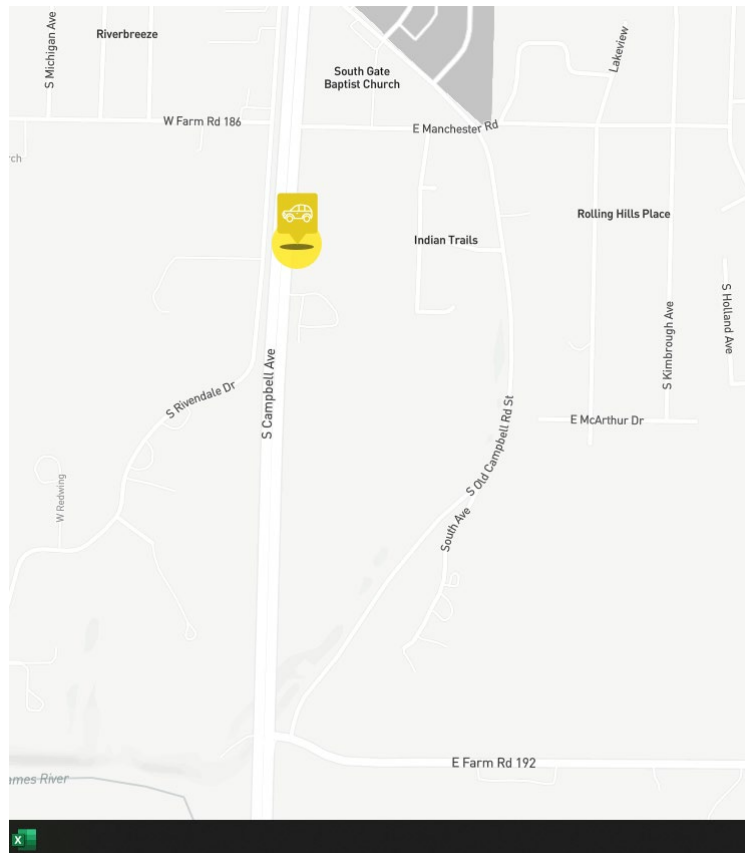 S Michigan Ave
Riverbreeze
South Gate
Baptist Church
Lakeview
W Farm Rd 186
E Manchester Rd
rch
Rolling Hills Place
Indian Trails
S Holland Ave
S Kimbrough Ave
S Campbell Ave
S Rivendale Dr
E McArthur Dr
S Old Campbell Rd St
W Redwing
South Ave
E Farm Rd 192
ames River
X